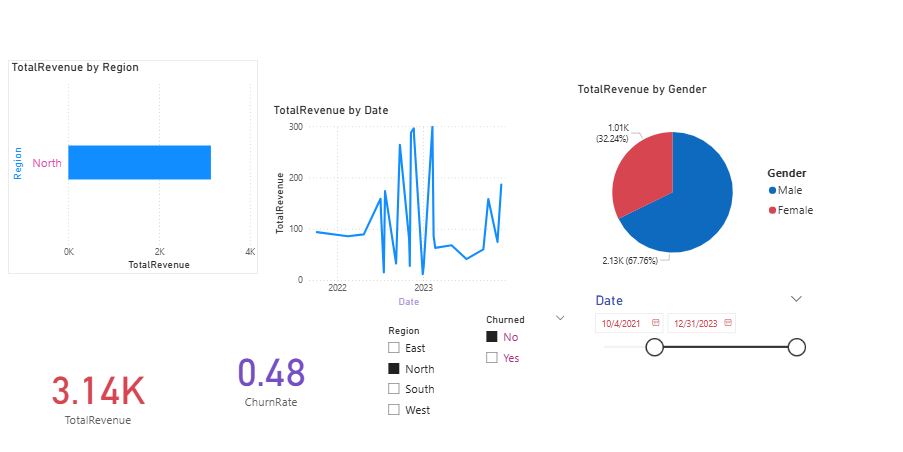 TotalRevenue by Region
Region
North
0K
2K
4K
TotalRevenue
TotalRevenue by Date
TotalRevenue
300
200
100
0
2022
2023
Date
TotalRevenue by Gender
1.01K
(32.24%)
2.13K (67.76%)
Gender
Male
Female
Date
10/4/2021
12/31/2023
Region
East
North
South
West
Churned
No
Yes
3.14K
TotalRevenue
0.48
ChurnRate